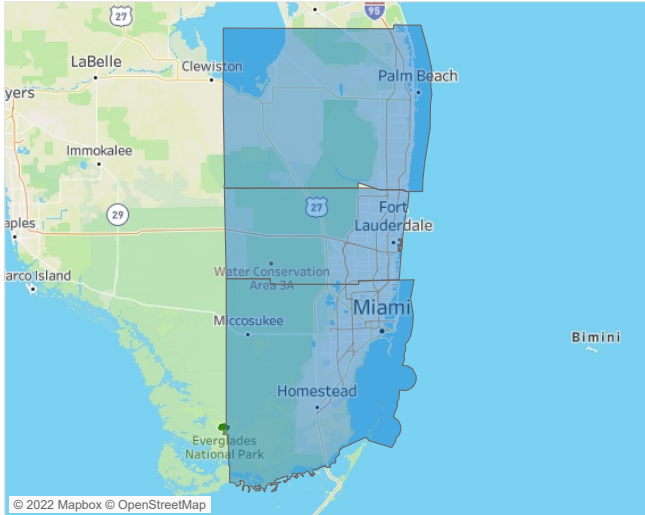 27
95
LaBelle
Clewiston
Palm Beach
yers
Immokalee
29
27
Fort
Lauderdale
aples
Water Conservation
Area 3A
arco Island
Miccosukee
Miami
Bimini
Homestead
Everglades
National Park
© 2022 Mapbox © OpenStreetMap